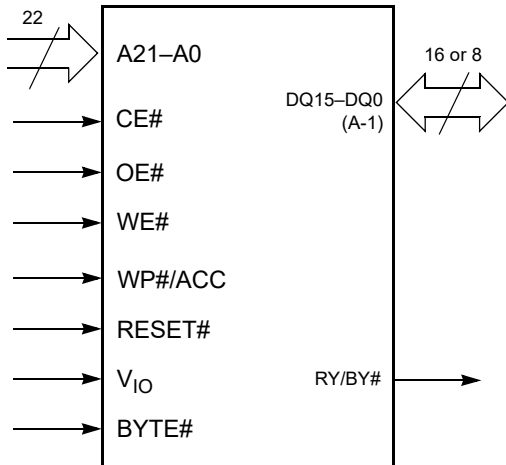 22
A21–A0
16 or 8
DQ15–DQ0
(A-1)
CE#
OE#
WE#
WP#/ACC
RESET#
VIO
RY/BY#
BYTE#